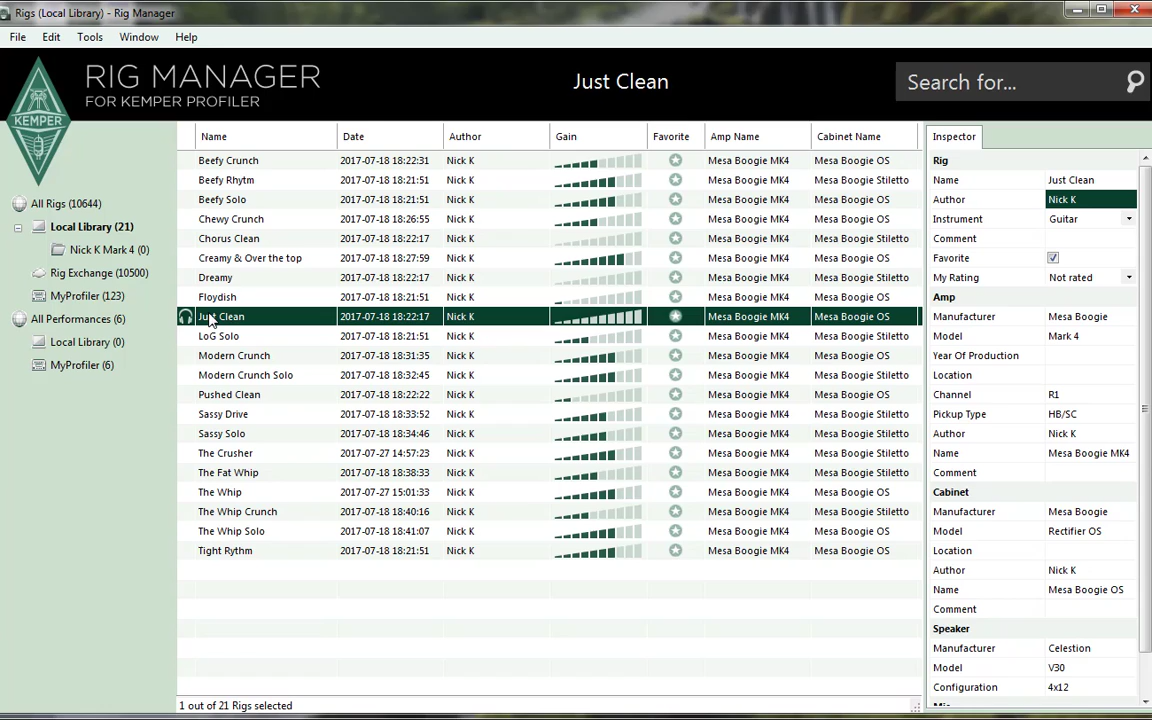 Rigs (Local Library) - Rig Manager
File Edit Tools Window Help
KEMPER
RIG MANAGER
FOR KEMPER PROFILER
Just Clean
Search for...
All Rigs (10644)
Local Library (21)
Nick K Mark 4 (0)
Rig Exchange (10500)
MyProfiler (123)
All Performances (6)
Local Library (0)
MyProfiler (6)
Name Date Author Gain Favorite Amp Name Cabinet Name
Beefy Crunch 2017-07-18 18:22:31 Nick K Mesa Boogie MK4 Mesa Boogie OS
Beefy Rhytm 2017-07-18 18:21:51 Nick K Mesa Boogie MK4 Mesa Boogie Stiletto
Beefy Solo 2017-07-18 18:21:51 Nick K Mesa Boogie MK4 Mesa Boogie OS
Chewy Crunch 2017-07-18 18:26:55 Nick K Mesa Boogie MK4 Mesa Boogie OS
Chorus Clean 2017-07-18 18:22:17 Nick K Mesa Boogie MK4 Mesa Boogie OS
Creamy & Over the top 2017-07-18 18:27:59 Nick K Mesa Boogie MK4 Mesa Boogie OS
Dreamy 2017-07-18 18:22:17 Nick K Mesa Boogie MK4 Mesa Boogie Stiletto
Floydish 2017-07-18 18:21:51 Nick K Mesa Boogie MK4 Mesa Boogie OS
Just Clean 2017-07-18 18:22:17 Nick K Mesa Boogie MK4 Mesa Boogie OS
LoG Solo 2017-07-18 18:21:51 Nick K Mesa Boogie MK4 Mesa Boogie Stiletto
Modern Crunch 2017-07-18 18:31:35 Nick K Mesa Boogie MK4 Mesa Boogie OS
Modern Crunch Solo 2017-07-18 18:32:45 Nick K Mesa Boogie MK4 Mesa Boogie Stiletto
Pushed Clean 2017-07-18 18:22:22 Nick K Mesa Boogie MK4 Mesa Boogie OS
Sassy Drive 2017-07-18 18:33:52 Nick K Mesa Boogie MK4 Mesa Boogie Stiletto
Sassy Solo 2017-07-18 18:34:46 Nick K Mesa Boogie MK4 Mesa Boogie Stiletto
The Crusher 2017-07-27 14:57:23 Nick K Mesa Boogie MK4 Mesa Boogie Stiletto
The Fat Whip 2017-07-18 18:38:33 Nick K Mesa Boogie MK4 Mesa Boogie Stiletto
The Whip 2017-07-27 15:01:33 Nick K Mesa Boogie MK4 Mesa Boogie OS
The Whip Crunch 2017-07-18 18:40:16 Nick K Mesa Boogie MK4 Mesa Boogie Stiletto
The Whip Solo 2017-07-18 18:41:07 Nick K Mesa Boogie MK4 Mesa Boogie OS
Tight Rythm 2017-07-18 18:21:51 Nick K Mesa Boogie MK4 Mesa Boogie OS
1 out of 21 Rigs selected
Inspector
Rig
Name Just Clean
Author Nick K
Instrument Guitar
Comment
Favorite
My Rating Not rated
Amp
Manufacturer Mesa Boogie
Model Mark 4
Year Of Production
Location
Channel R1
Pickup Type HB/SC
Author Nick K
Name Mesa Boogie MK4
Comment
Cabinet
Manufacturer Mesa Boogie
Model Rectifier OS
Location
Author Nick K
Name Mesa Boogie OS
Comment
Speaker
Manufacturer Celestion
Model V30
Configuration 4x12